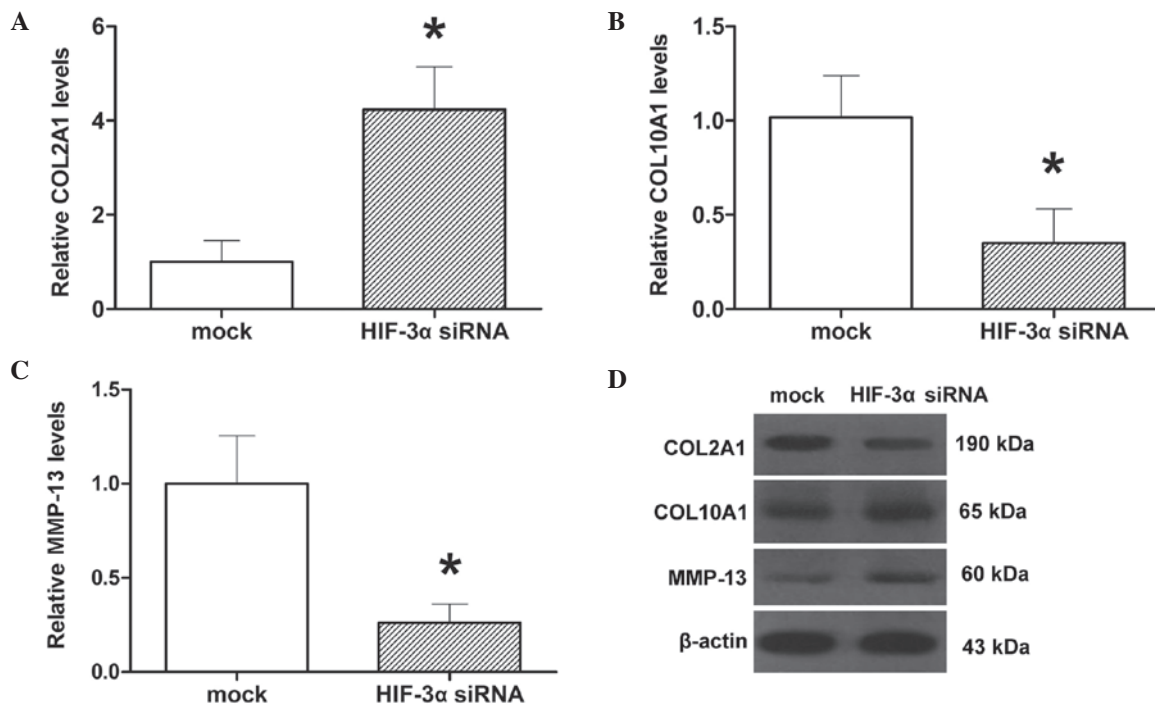 A
Relative COL2A1 levels
6
4
2
0
*
mock HIF-3α siRNA
B
Relative COL10A1 levels
1.5
1.0
0.5
0.0
*
mock HIF-3α siRNA
C
Relative MMP-13 levels
1.5
1.0
0.5
0.0
*
mock HIF-3α siRNA
D
mock HIF-3α siRNA
COL2A1 190 kDa
COL10A1 65 kDa
MMP-13 60 kDa
β-actin 43 kDa